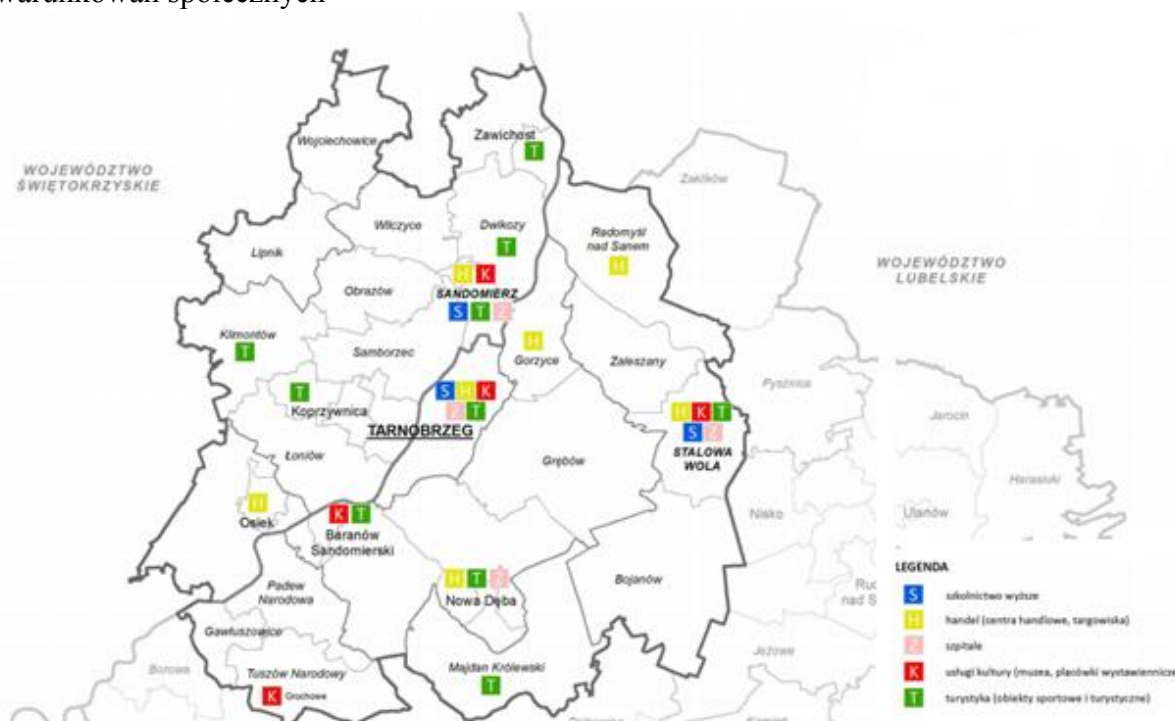 warunkowań społecznych
Wojciechowice
Zawichost
T
WOJEWÓDZTWO
ŚWIĘTOKRZYSKIE
Zaklików
Wilczyce
Dwikozy
T
Radomyśl
nad Sanem
H
Lipnik
WOJEWÓDZTWO
LUBELSKIE
H K
SANDOMIERZ
S T Z
Obrazów
Klimontów
T
Samborzec
H
Gorzyce
Zaleszany
Pysznica
T
Koprzywnica
S H K
Z T
TARNOBRZEG
H K T
S Z
STALOWA
WOLA
Jarocin
Łoniów
Grębów
Harasiuki
H
Osiek
K T
Baranów
Sandomierski
Nisko
Ulanów
H T Z
Nowa Dęba
Bojanów
Padew
Narodowa
Ru
nad S
Gawłuszowice
Borowa
Tuszów Narodowy
K Grochowe
Majdan Królewski
T
Jeżowe
LEGENDA
S szkolnictwo wyższe
H handel (centra handlowe, targowiska)
Z szpitale
K usługi kultury (muzea, placówki wystawiennicze
T turystyka (obiekty sportowe i turystyczne)